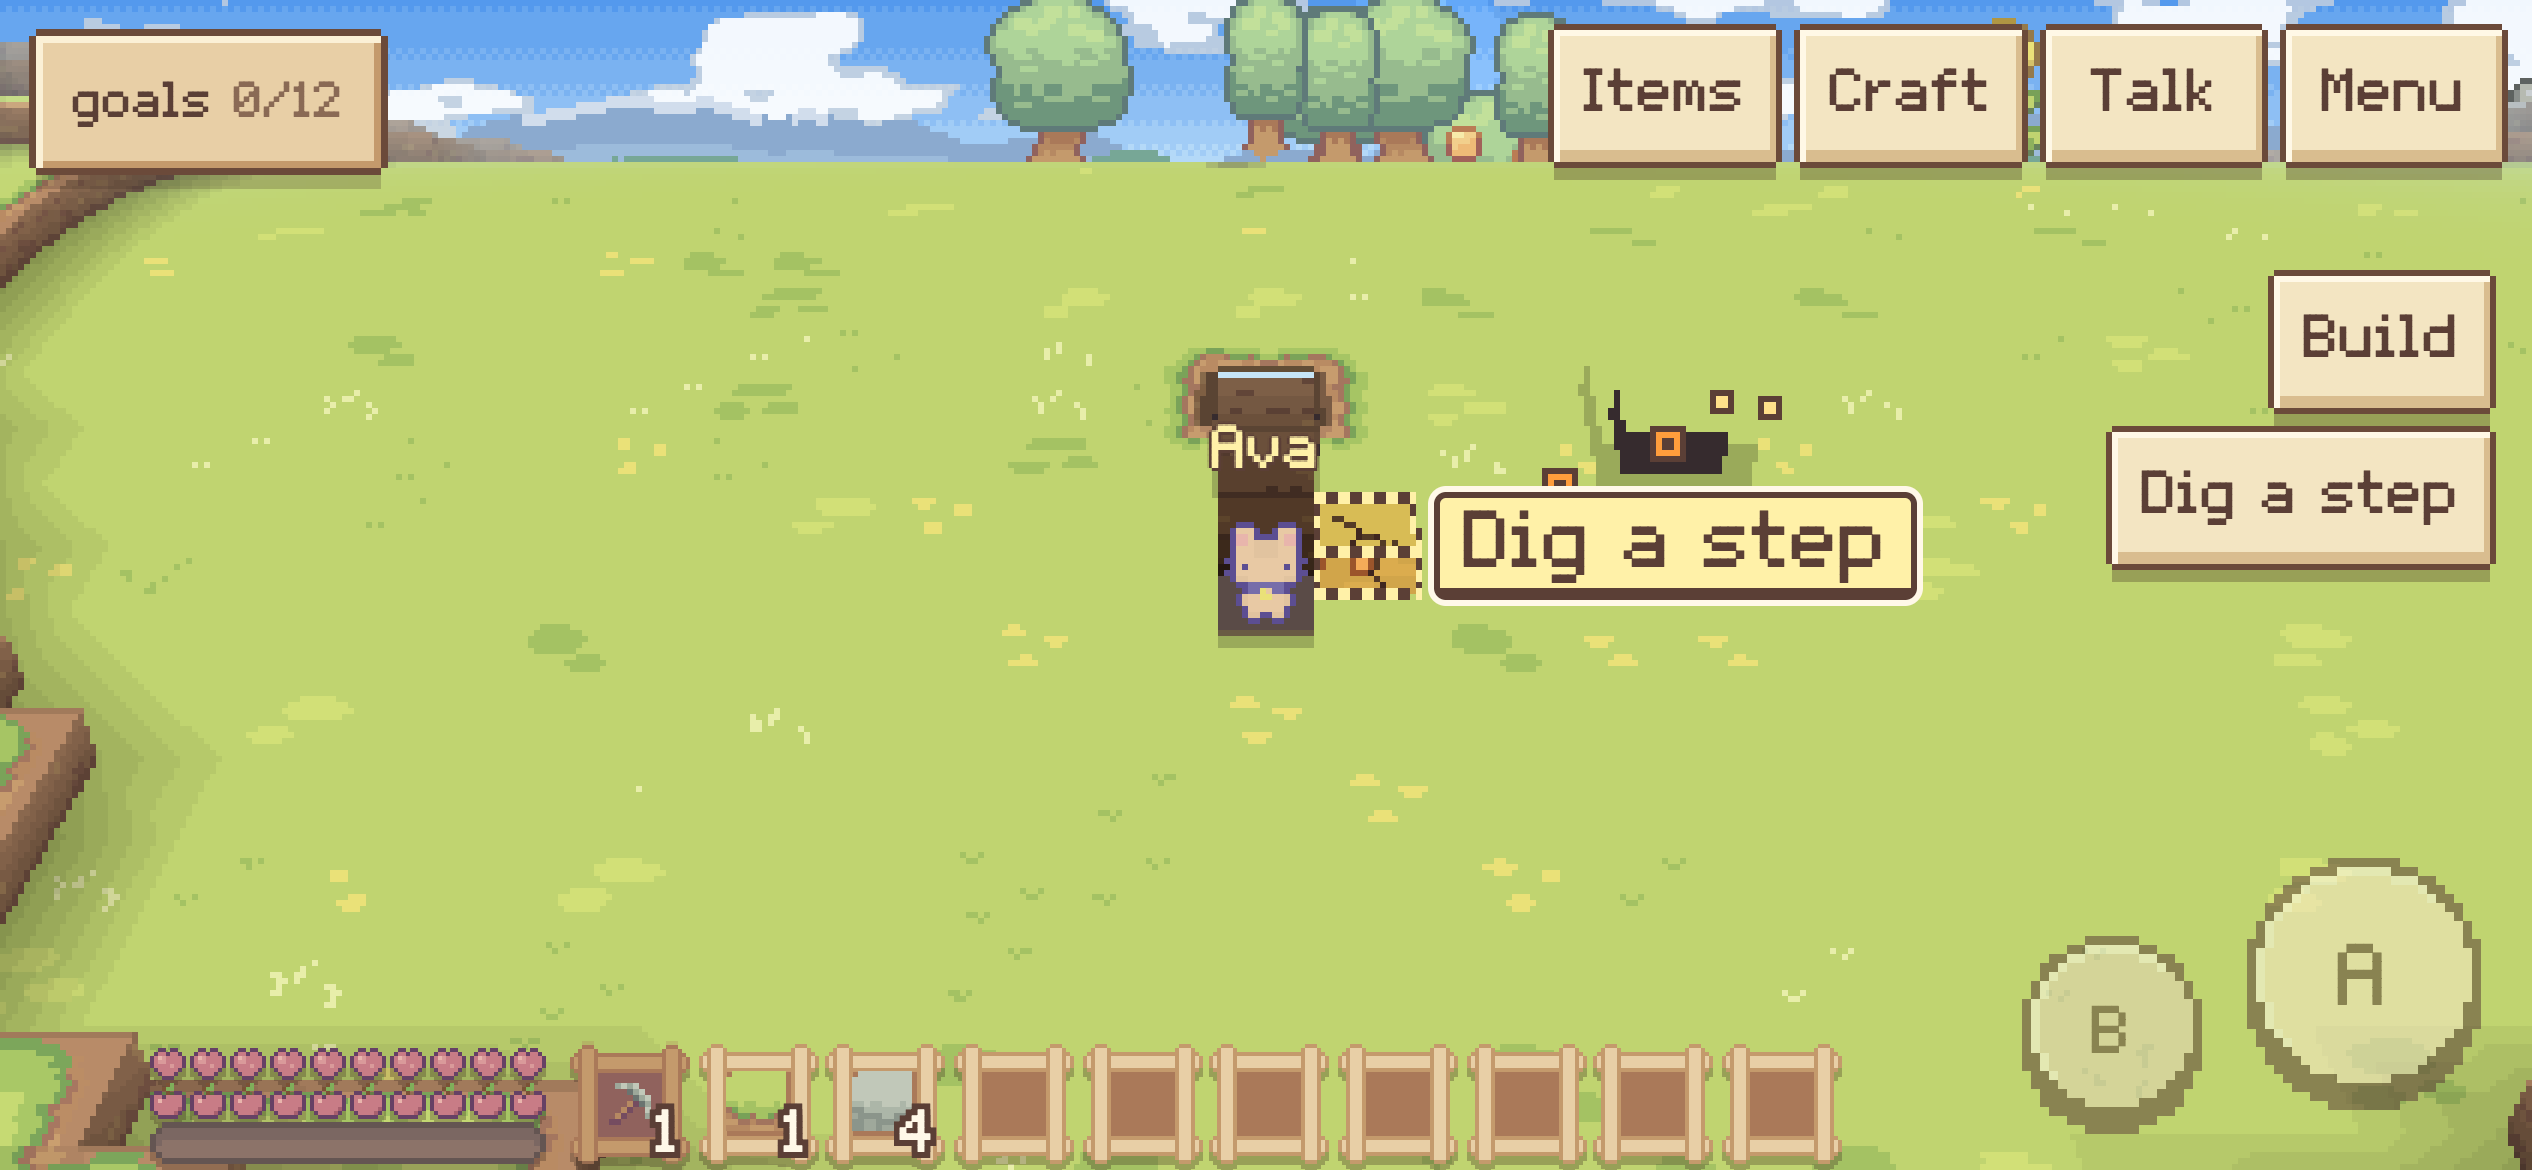 goals 0/12
Items
Craft
Talk
Menu
Build
Dig a step
Ava
Dig a step
A
B
1
1
4